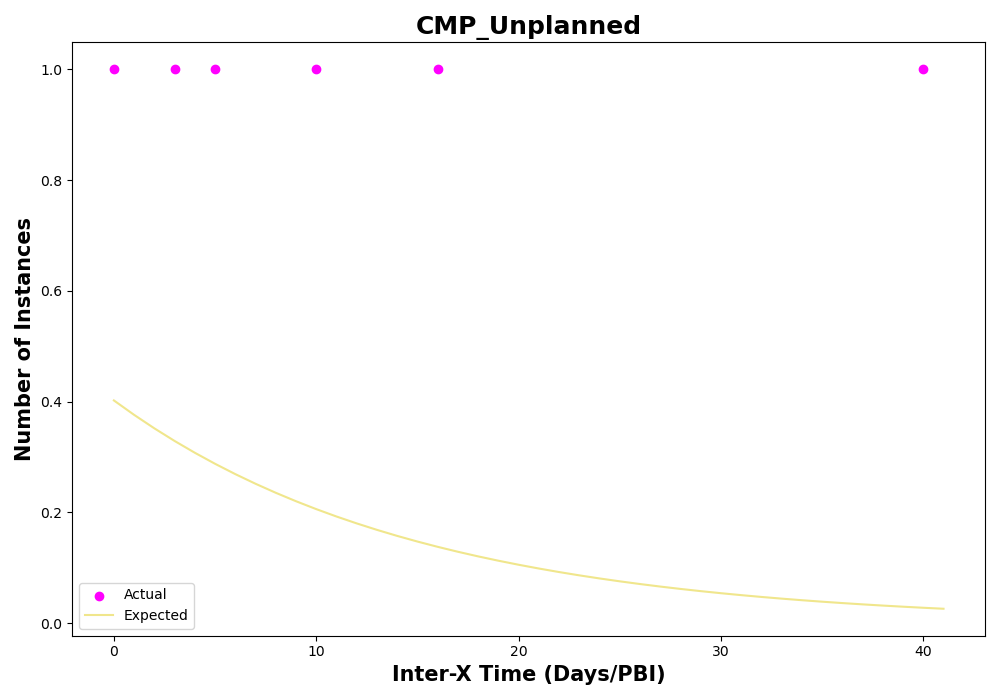 CMP_Unplanned
Number of Instances
1.0
0.8
0.6
0.4
0.2
0.0
Actual
Expected
0 10 20 30 40
Inter-X Time (Days/PBI)